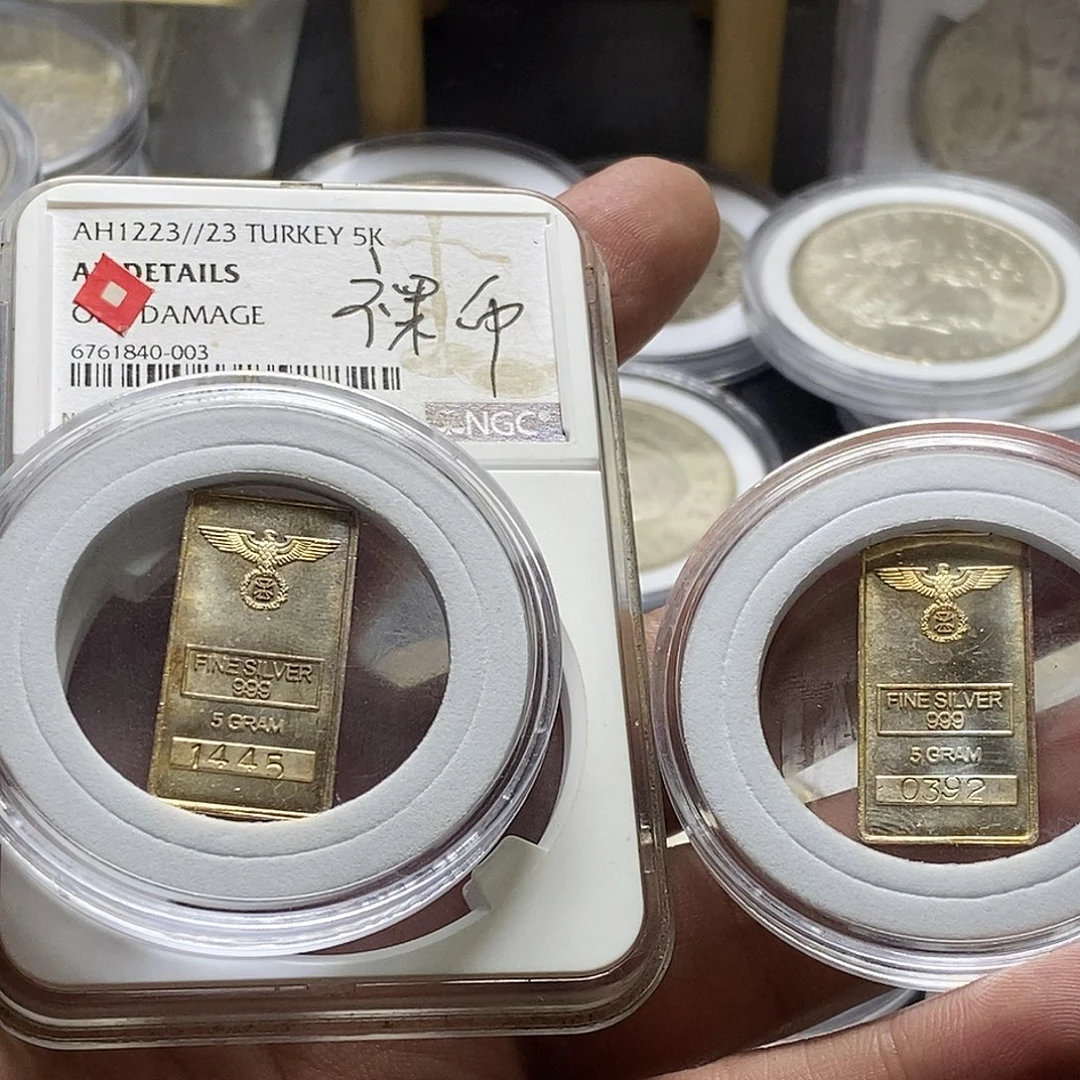 AH1223//23 TURKEY 5K
DETAILS
DAMAGE
6761840-003
NGC
裸印
FINE SILVER
999
5 GRAM
1445
FINE SILVER
999
5 GRAM
0392